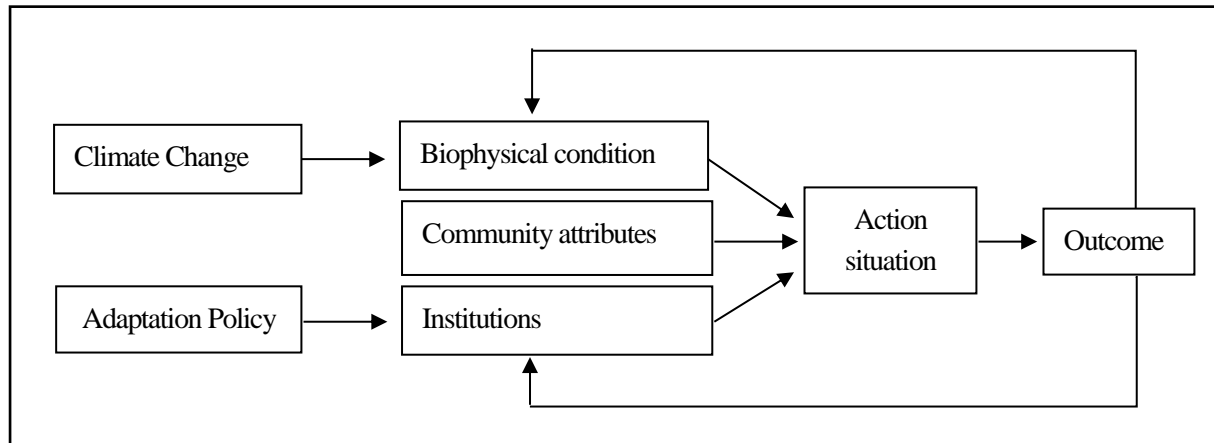 Climate Change
Biophysical condition
Community attributes
Action
situation
Outcome
Adaptation Policy
Institutions